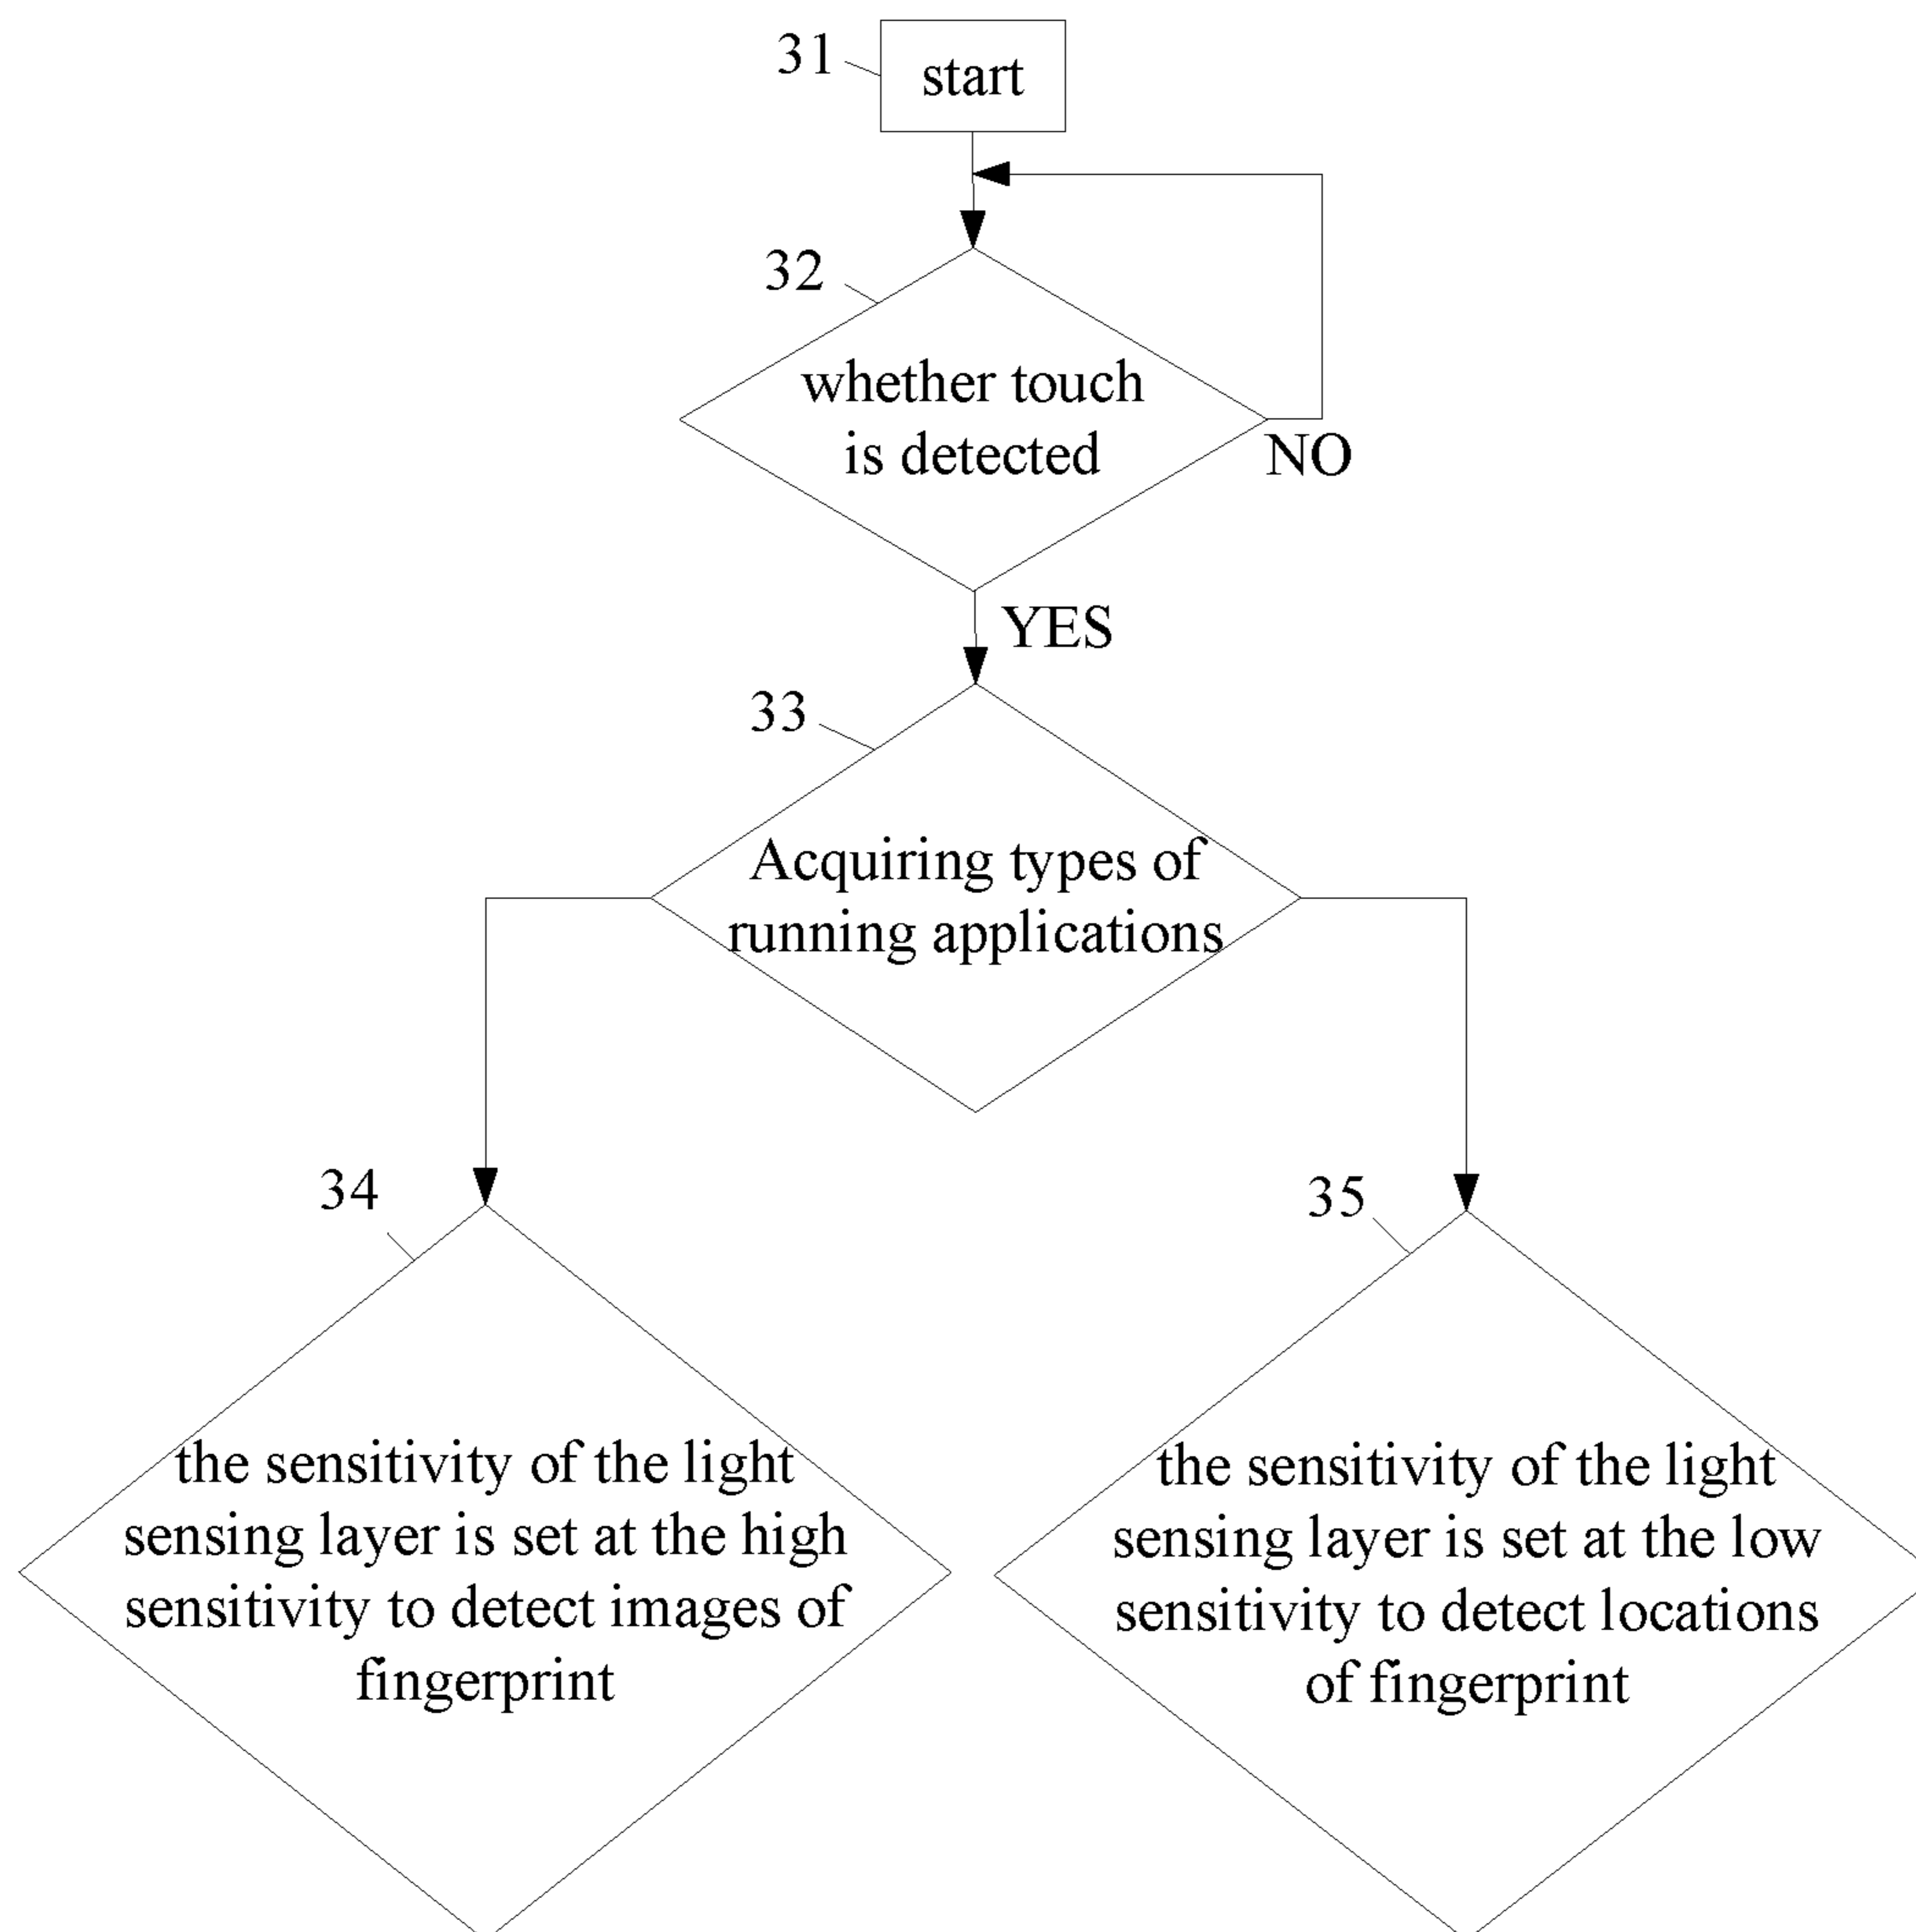 31
start
32
whether touch
is detected
NO
YES
33
Acquiring types of
running applications
34
the sensitivity of the light
sensing layer is set at the high
sensitivity to detect images of
fingerprint
35
the sensitivity of the light
sensing layer is set at the low
sensitivity to detect locations
of fingerprint